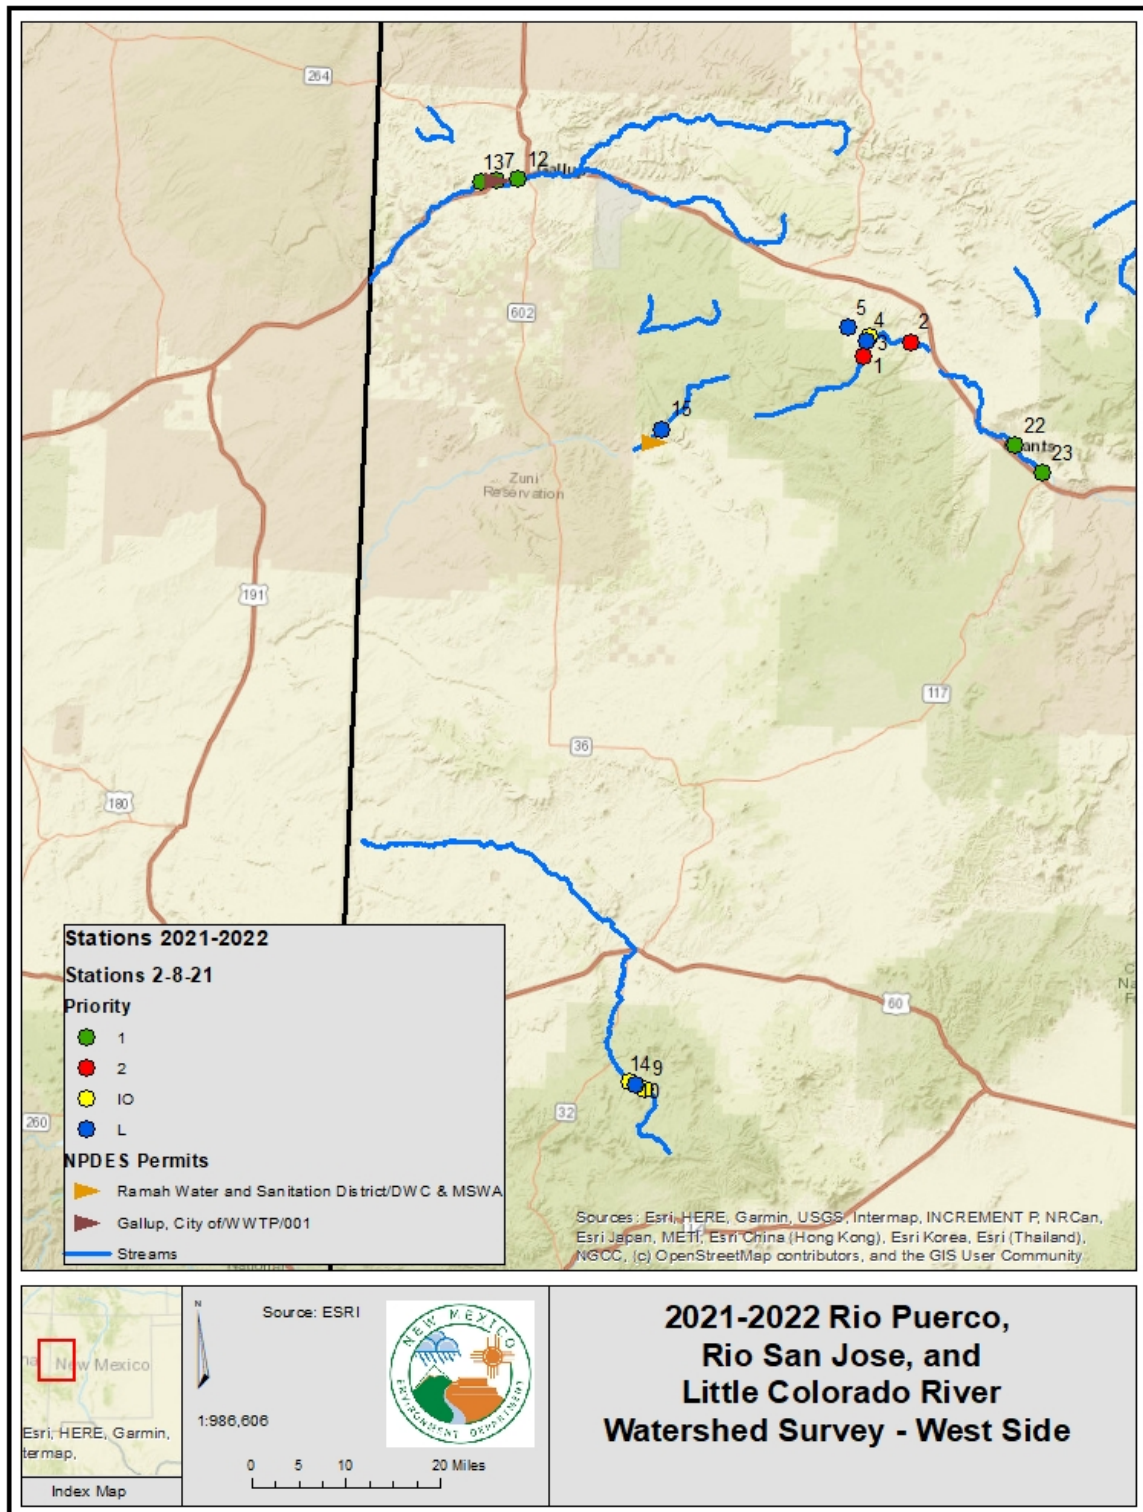 264
137
12
602
5
4
2
3
1
15
22
23
Zuni
Reservation
191
117
36
180
60
14
9
32
260
Stations 2021-2022
Stations 2-8-21
Priority
1
2
IO
L
NPDES Permits
Ramah Water and Sanitation District/DWC & MSWA
Gallup, City of/WWTP/001
Streams
Sources: Esri, HERE, Garmin, USGS, Intermap, INCREMENT P, NRCan,
Esri Japan, METI, Esri China (Hong Kong), Esri Korea, Esri (Thailand),
NGCC, (c) OpenStreetMap contributors, and the GIS User Community
New Mexico
Esri, HERE, Garmin,
termap,
Index Map
N
Source: ESRI
1:986,606
0 5 10 20 Miles
NEW MEXICO
ENVIRONMENT DEPARTMENT
2021-2022 Rio Puerco,
Rio San Jose, and
Little Colorado River
Watershed Survey - West Side